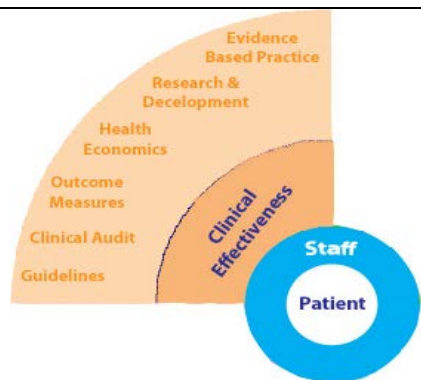 Evidence
Based Practice
Research &
Decelopment
Health
Economics
Outcome
Measures
Clinical Audit
Guidelines
Clinical
Effectiveness
Staff
Patient